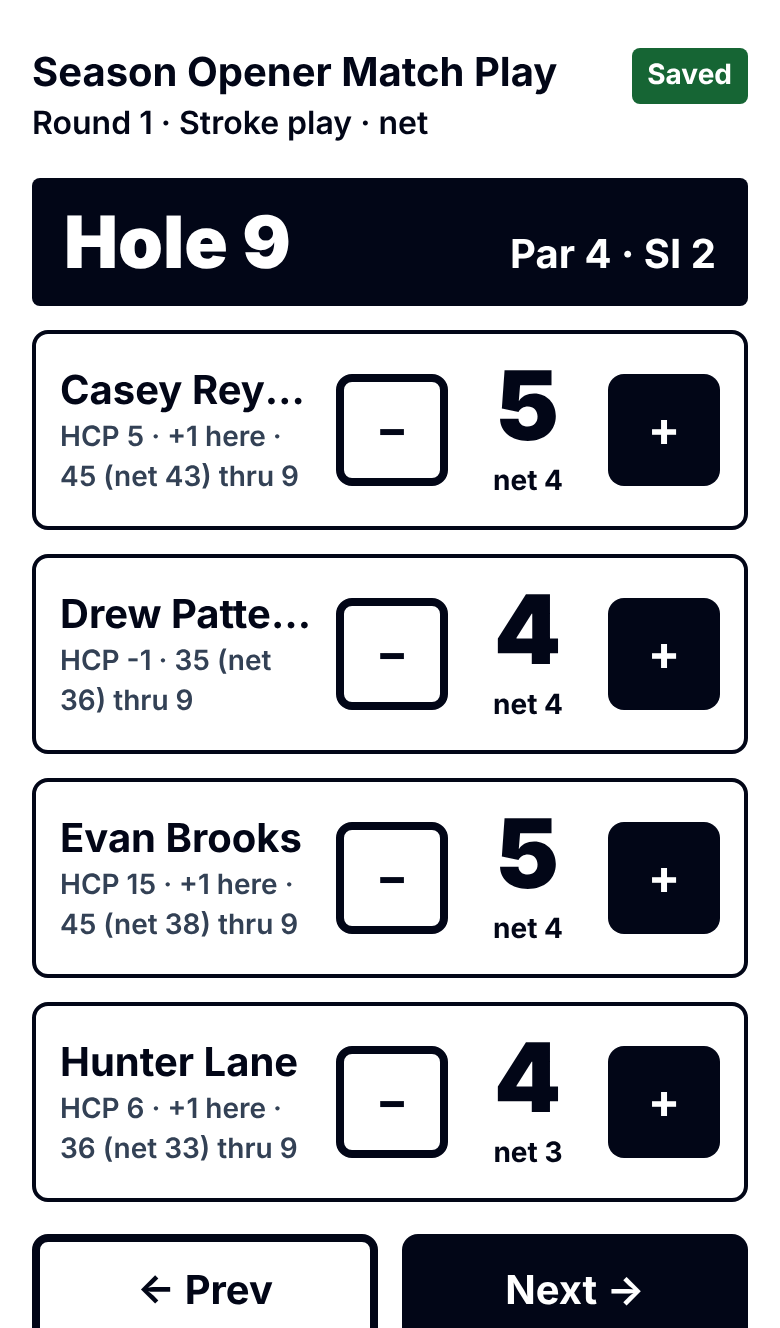 Season Opener Match Play
Saved
Round 1 · Stroke play · net
Hole 9
Par 4 · SI 2
Casey Rey...
HCP 5 · +1 here ·
45 (net 43) thru 9
−
5
net 4
+
Drew Patte...
HCP -1 · 35 (net
36) thru 9
−
4
net 4
+
Evan Brooks
HCP 15 · +1 here ·
45 (net 38) thru 9
−
5
net 4
+
Hunter Lane
HCP 6 · +1 here ·
36 (net 33) thru 9
−
4
net 3
+
← Prev
Next →